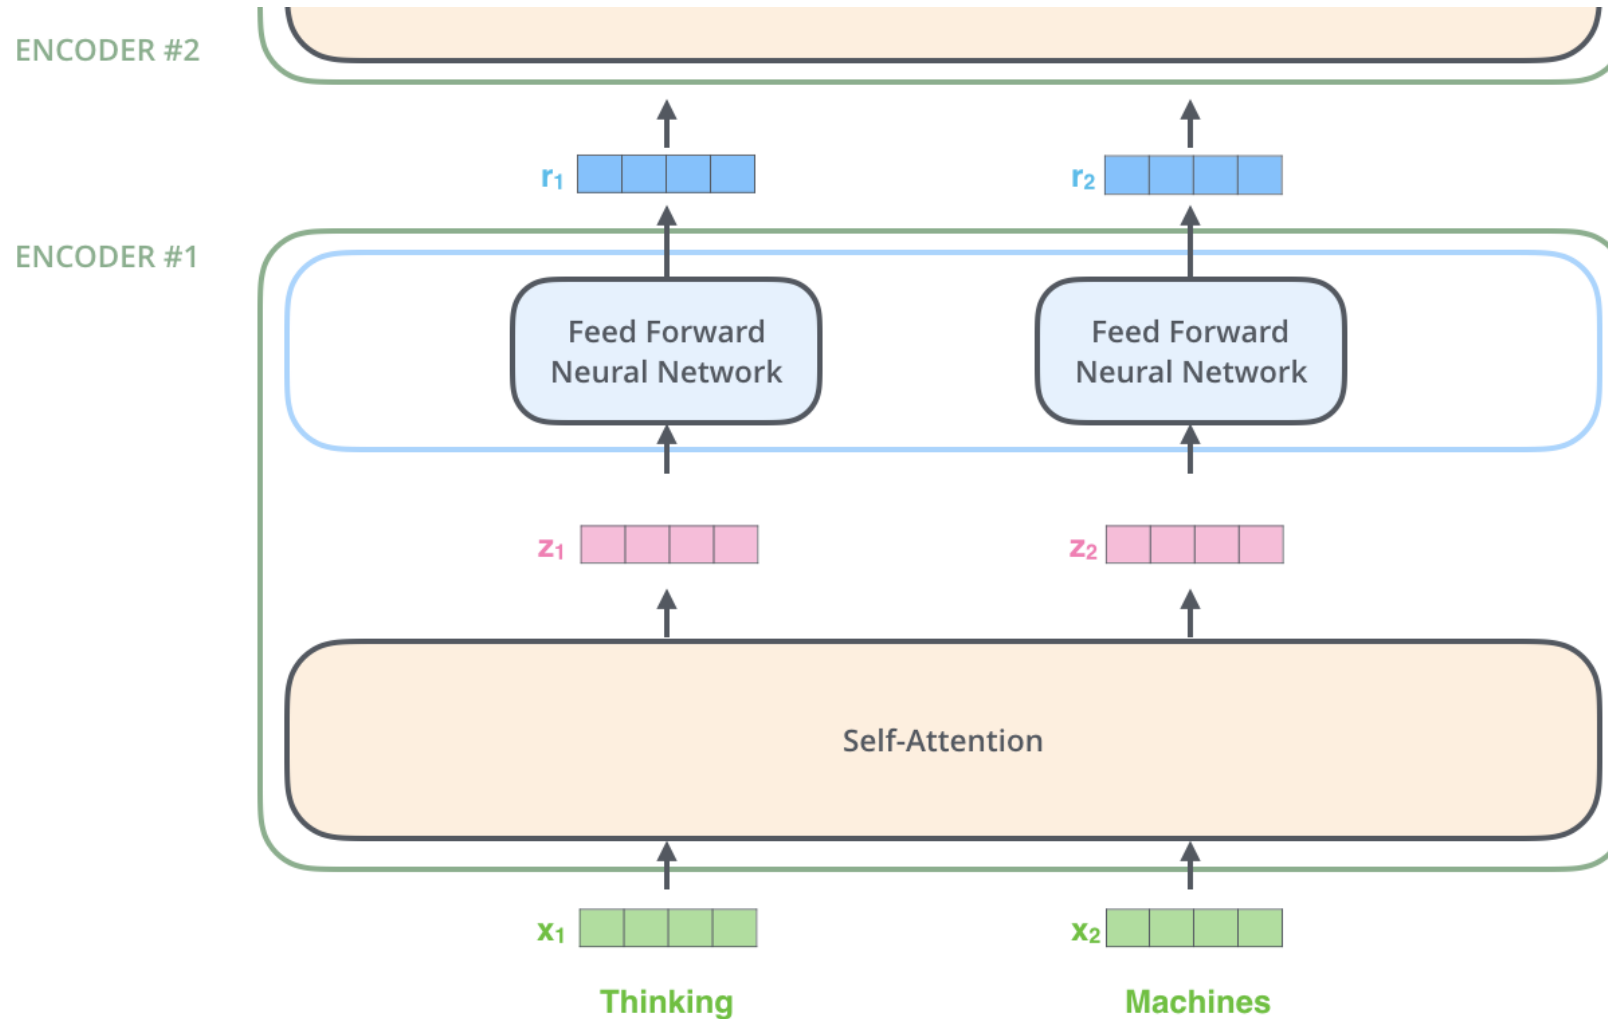 ENCODER #2
r₁
r₂
ENCODER #1
Feed Forward
Neural Network
Feed Forward
Neural Network
z₁
z₂
Self-Attention
x₁
x₂
Thinking
Machines